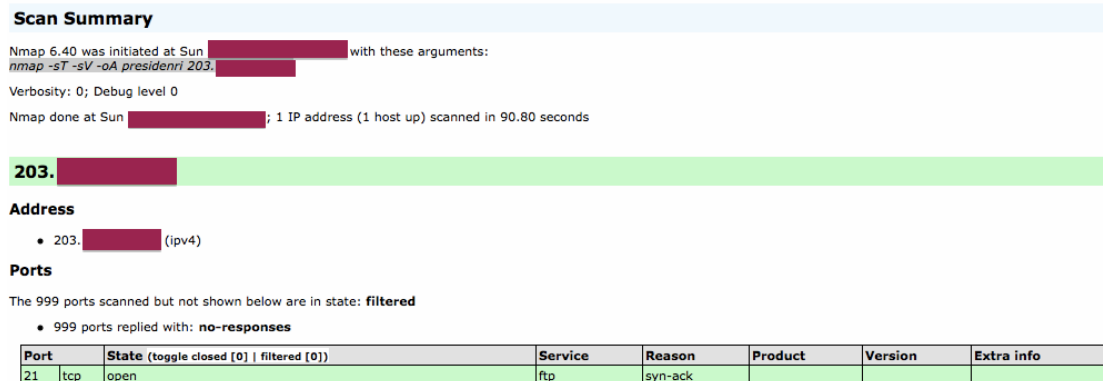 Scan Summary
Nmap 6.40 was initiated at Sun with these arguments:
nmap -sT -sV -oA presidenri 203.
Verbosity: 0; Debug level 0
Nmap done at Sun ; 1 IP address (1 host up) scanned in 90.80 seconds
203.
Address
• 203. (ipv4)
Ports
The 999 ports scanned but not shown below are in state: filtered
• 999 ports replied with: no-responses
Port State (toggle closed [0] | filtered [0]) Service Reason Product Version Extra info
21 tcp open ftp syn-ack